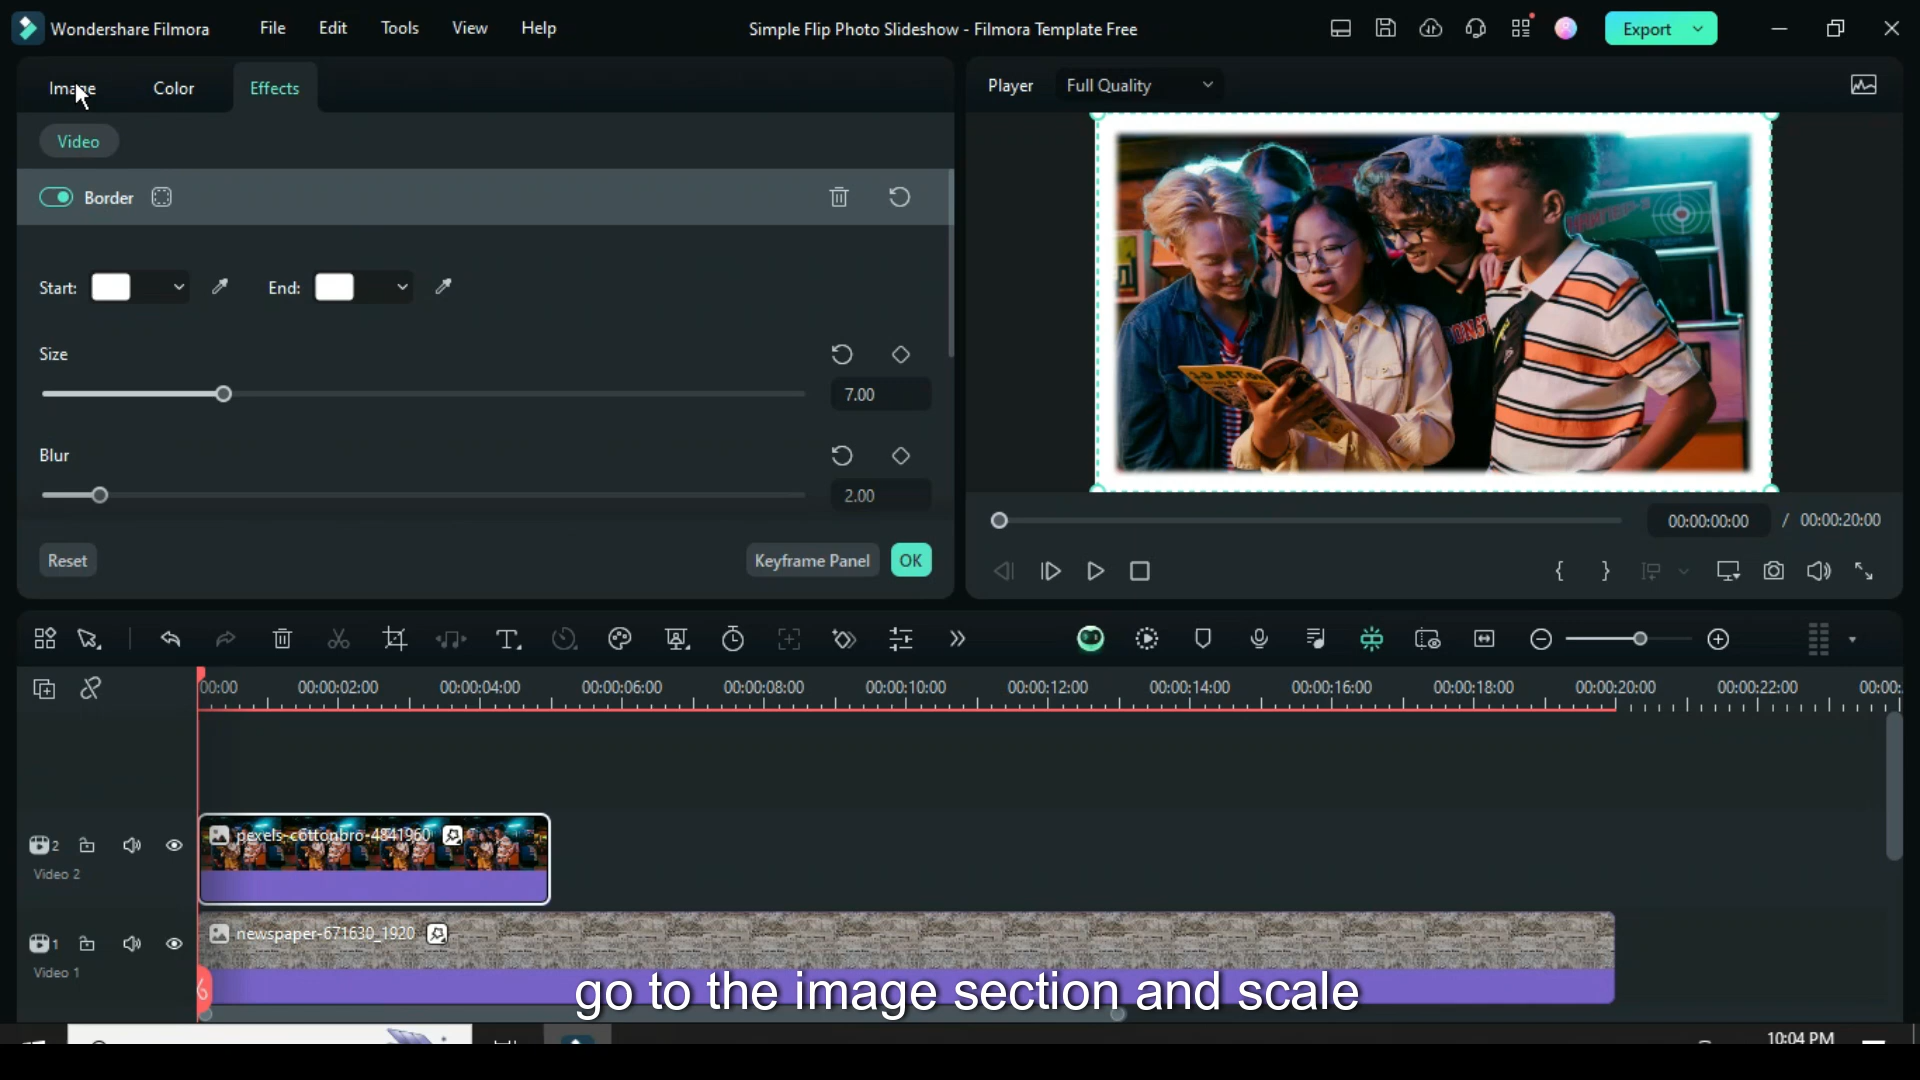 Wondershare Filmora File Edit Tools View Help Simple Flip Photo Slideshow - Filmora Template Free Export
Image Color Effects
Player Full Quality
Video
Border
Start: End:
Size
7.00
Blur
2.00
Reset Keyframe Panel OK
00:00:00:00 / 00:00:20:00
00:00 00:00:02:00 00:00:04:00 00:00:06:00 00:00:08:00 00:00:10:00 00:00:12:00 00:00:14:00 00:00:16:00 00:00:18:00 00:00:20:00 00:00:22:00 00:00:
pexels-cottonbro-4841960
2
Video 2
newspaper-671630_1920
1
Video 1
go to the image section and scale
10:04 PM